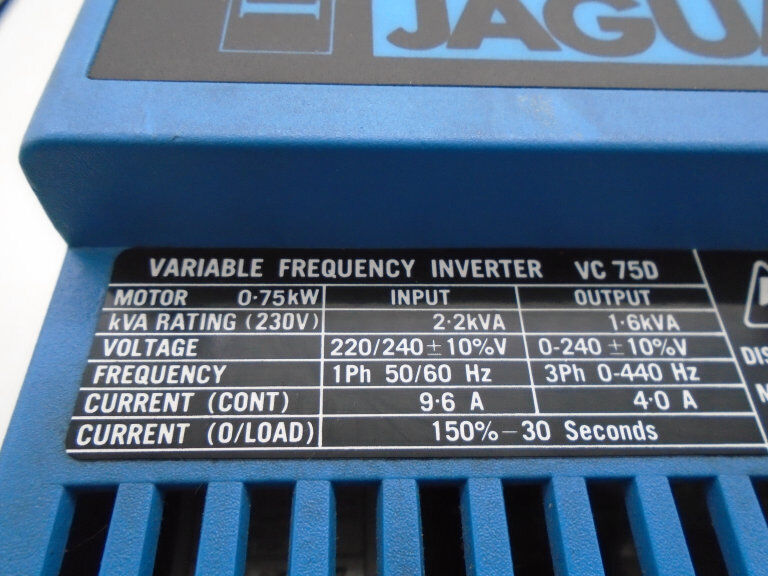 JAGU
VARIABLE FREQUENCY INVERTER VC 75D
MOTOR 0·75kW INPUT OUTPUT
kVA RATING (230V) 2·2kVA 1·6kVA
VOLTAGE 220/240 ± 10%V 0-240 ± 10%V
FREQUENCY 1Ph 50/60 Hz 3Ph 0-440 Hz
CURRENT (CONT) 9·6 A 4·0 A
CURRENT (O/LOAD) 150% - 30 Seconds
DIS